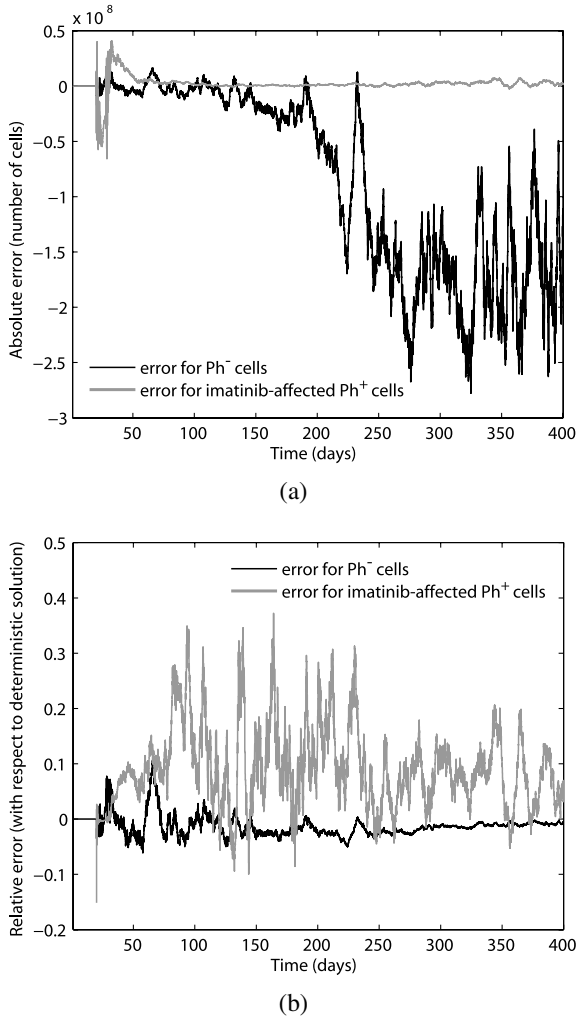 x 10⁸
0.5
0
−0.5
−1
−1.5
−2
−2.5
−3
Absolute error (number of cells)
error for Ph⁻ cells
error for imatinib-affected Ph⁺ cells
50 100 150 200 250 300 350 400
Time (days)
(a)
0.5
0.4
0.3
0.2
0.1
0
−0.1
−0.2
Relative error (with respect to deterministic solution)
error for Ph⁻ cells
error for imatinib-affected Ph⁺ cells
50 100 150 200 250 300 350 400
Time (days)
(b)